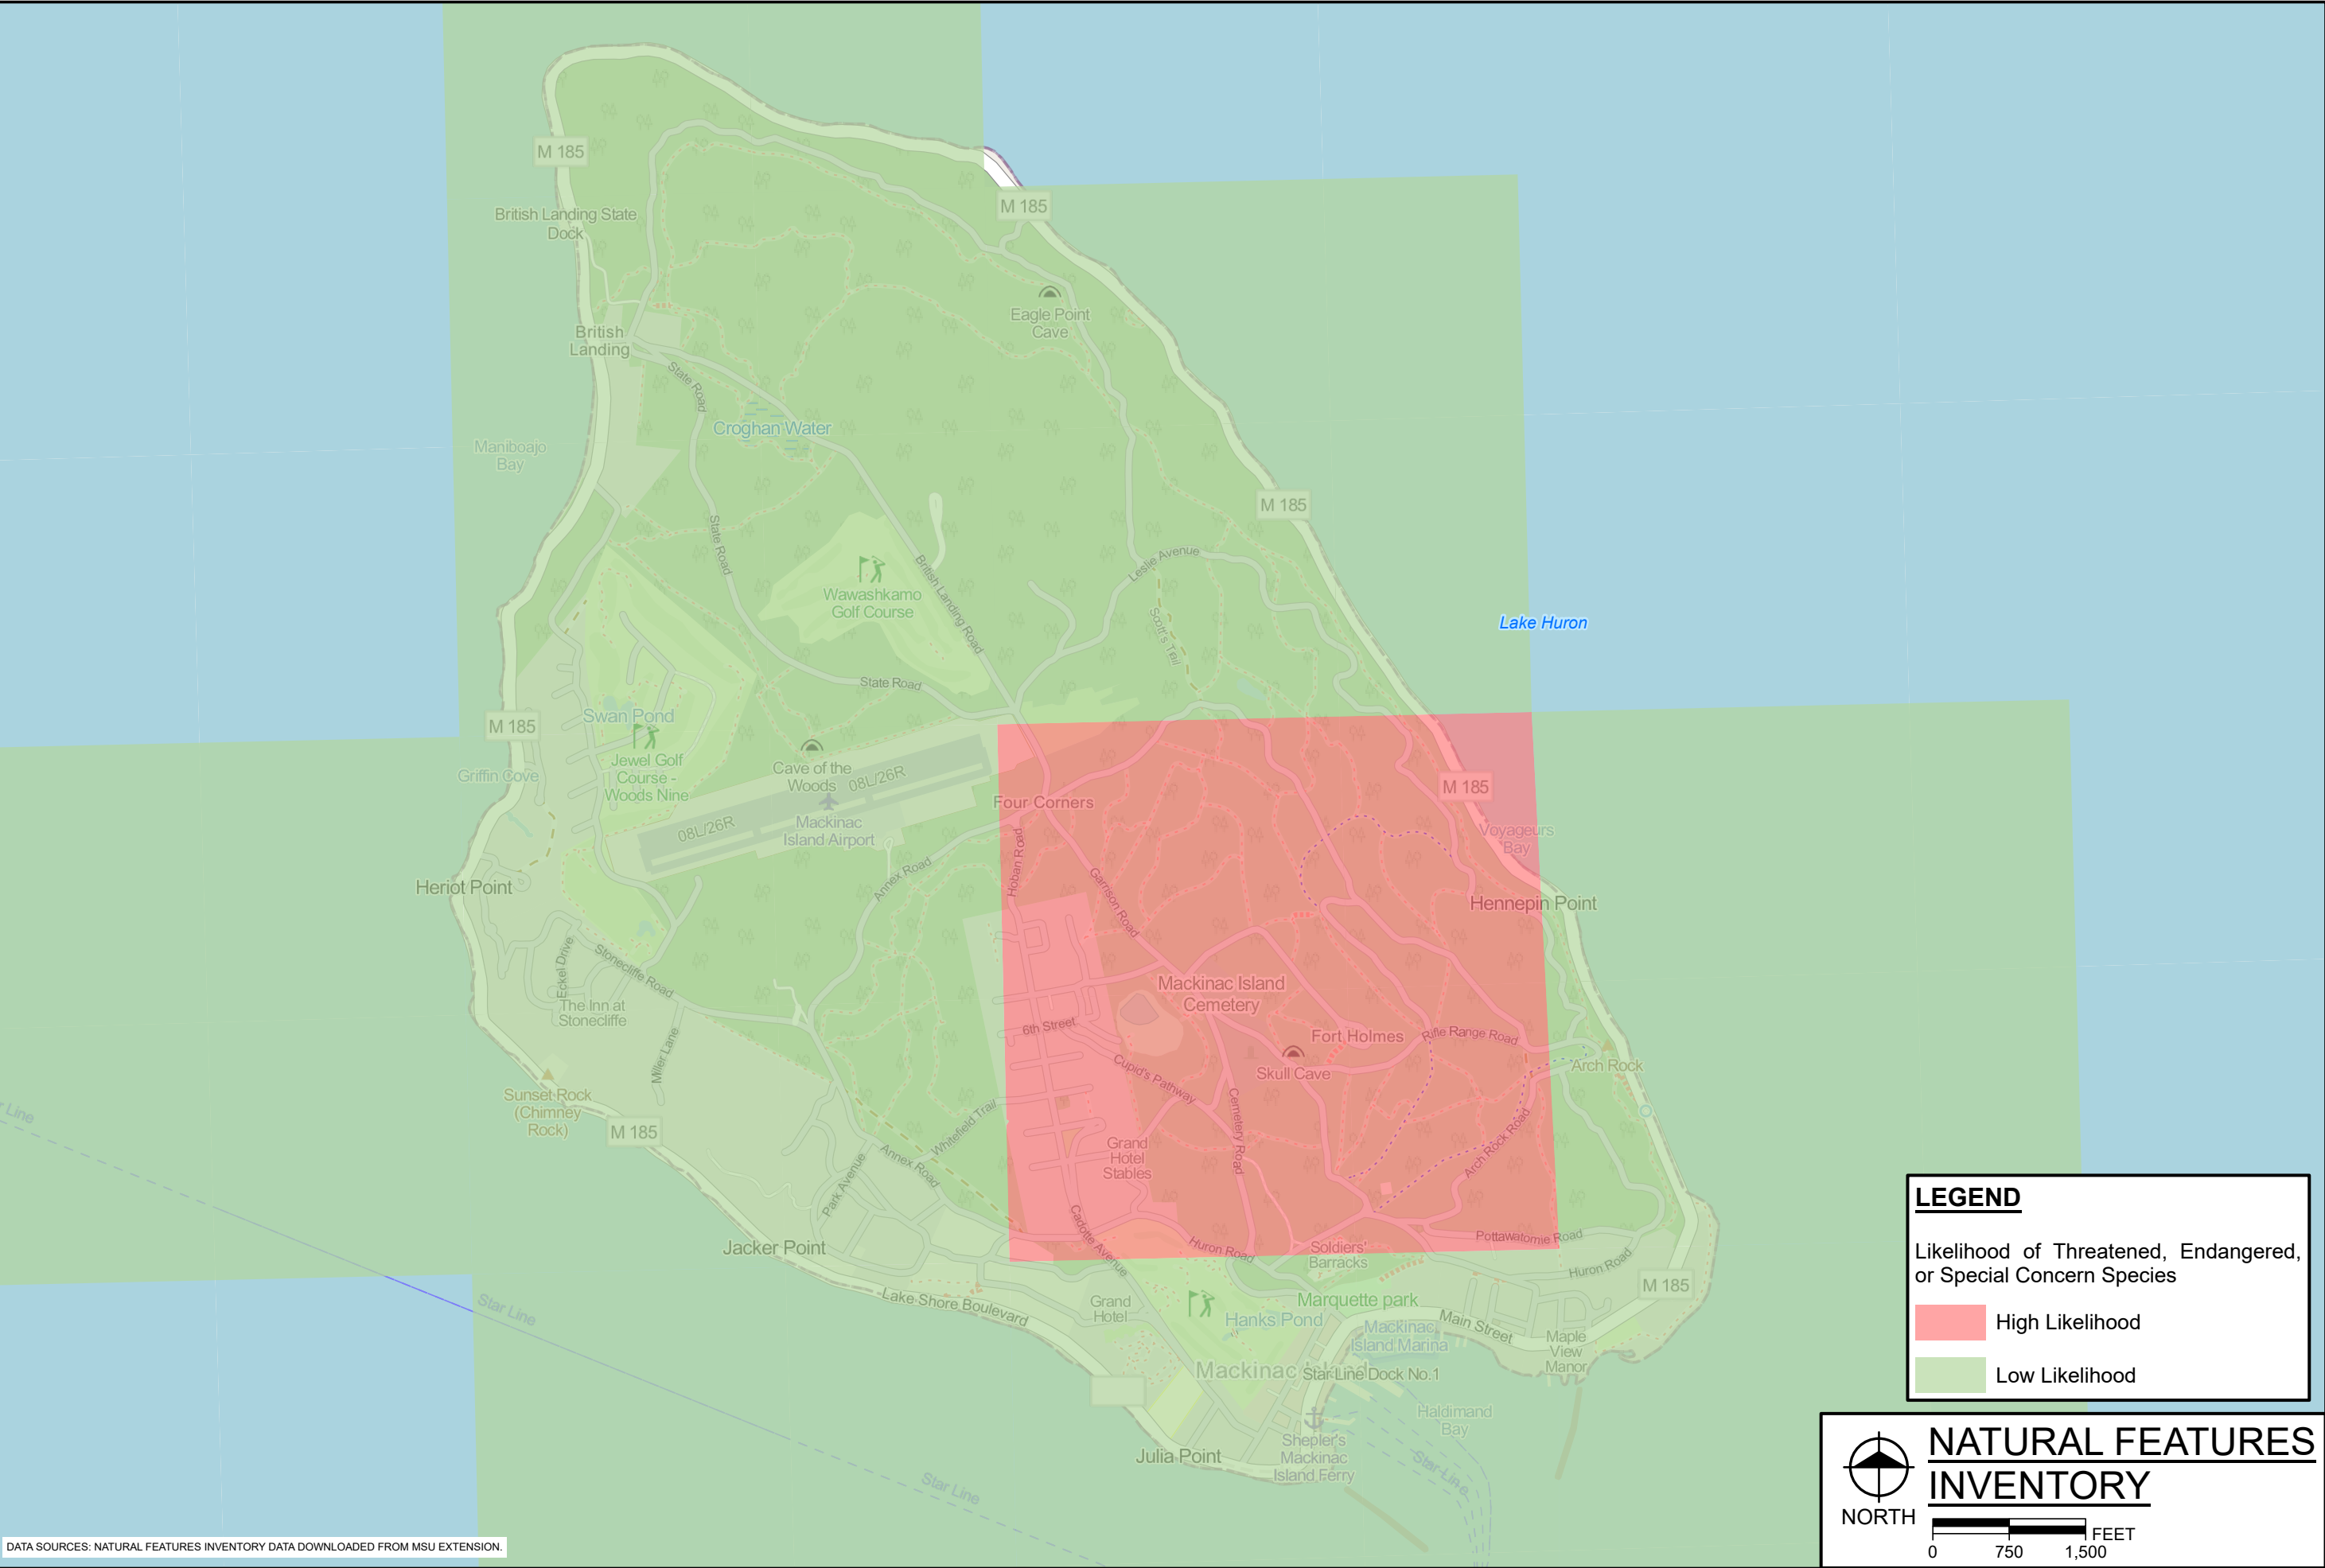 M 185
British Landing State
Dock
M 185
Eagle Point
Cave
British
Landing
State Road
Croghan Water
Maniboajo
Bay
M 185
State Road
Leslie Avenue
British Landing Road
Wawashkamo
Golf Course
Scott's Trail
Lake Huron
State Road
Swan Pond
M 185
Jewel Golf
Course -
Woods Nine
Griffin Cove
Cave of the
Woods
08L/26R
08L/26R
Mackinac
Island Airport
M 185
Four Corners
Voyageurs
Bay
Hoban Road
Annex Road
Garrison Road
Heriot Point
Hennepin Point
Eckel Drive
Stonecliffe Road
The Inn at
Stonecliffe
Mackinac Island
Cemetery
6th Street
Fort Holmes
Rifle Range Road
Miller Lane
Cupid's Pathway
Skull Cave
Arch Rock
Sunset Rock
(Chimney
Rock)
M 185
Star Line
Whitefield Trail
Cemetery Road
Grand
Hotel
Stables
Arch Rock Road
Annex Road
Park Avenue
Cadotte Avenue
Jacker Point
Huron Road
Soldiers'
Barracks
Pottawatomie Road
Huron Road
M 185
Lake Shore Boulevard
Grand
Hotel
Marquette park
Hanks Pond
Mackinac
Island Marina
Main Street
Maple
View
Manor
Star Line
Mackinac Island
Star Line Dock No.1
Haldimand
Bay
Julia Point
Shepler's
Mackinac
Island Ferry
Star Line
Star Line
LEGEND
Likelihood of Threatened, Endangered,
or Special Concern Species
High Likelihood
Low Likelihood
NATURAL FEATURES
INVENTORY
NORTH
FEET
0 750 1,500
DATA SOURCES: NATURAL FEATURES INVENTORY DATA DOWNLOADED FROM MSU EXTENSION.